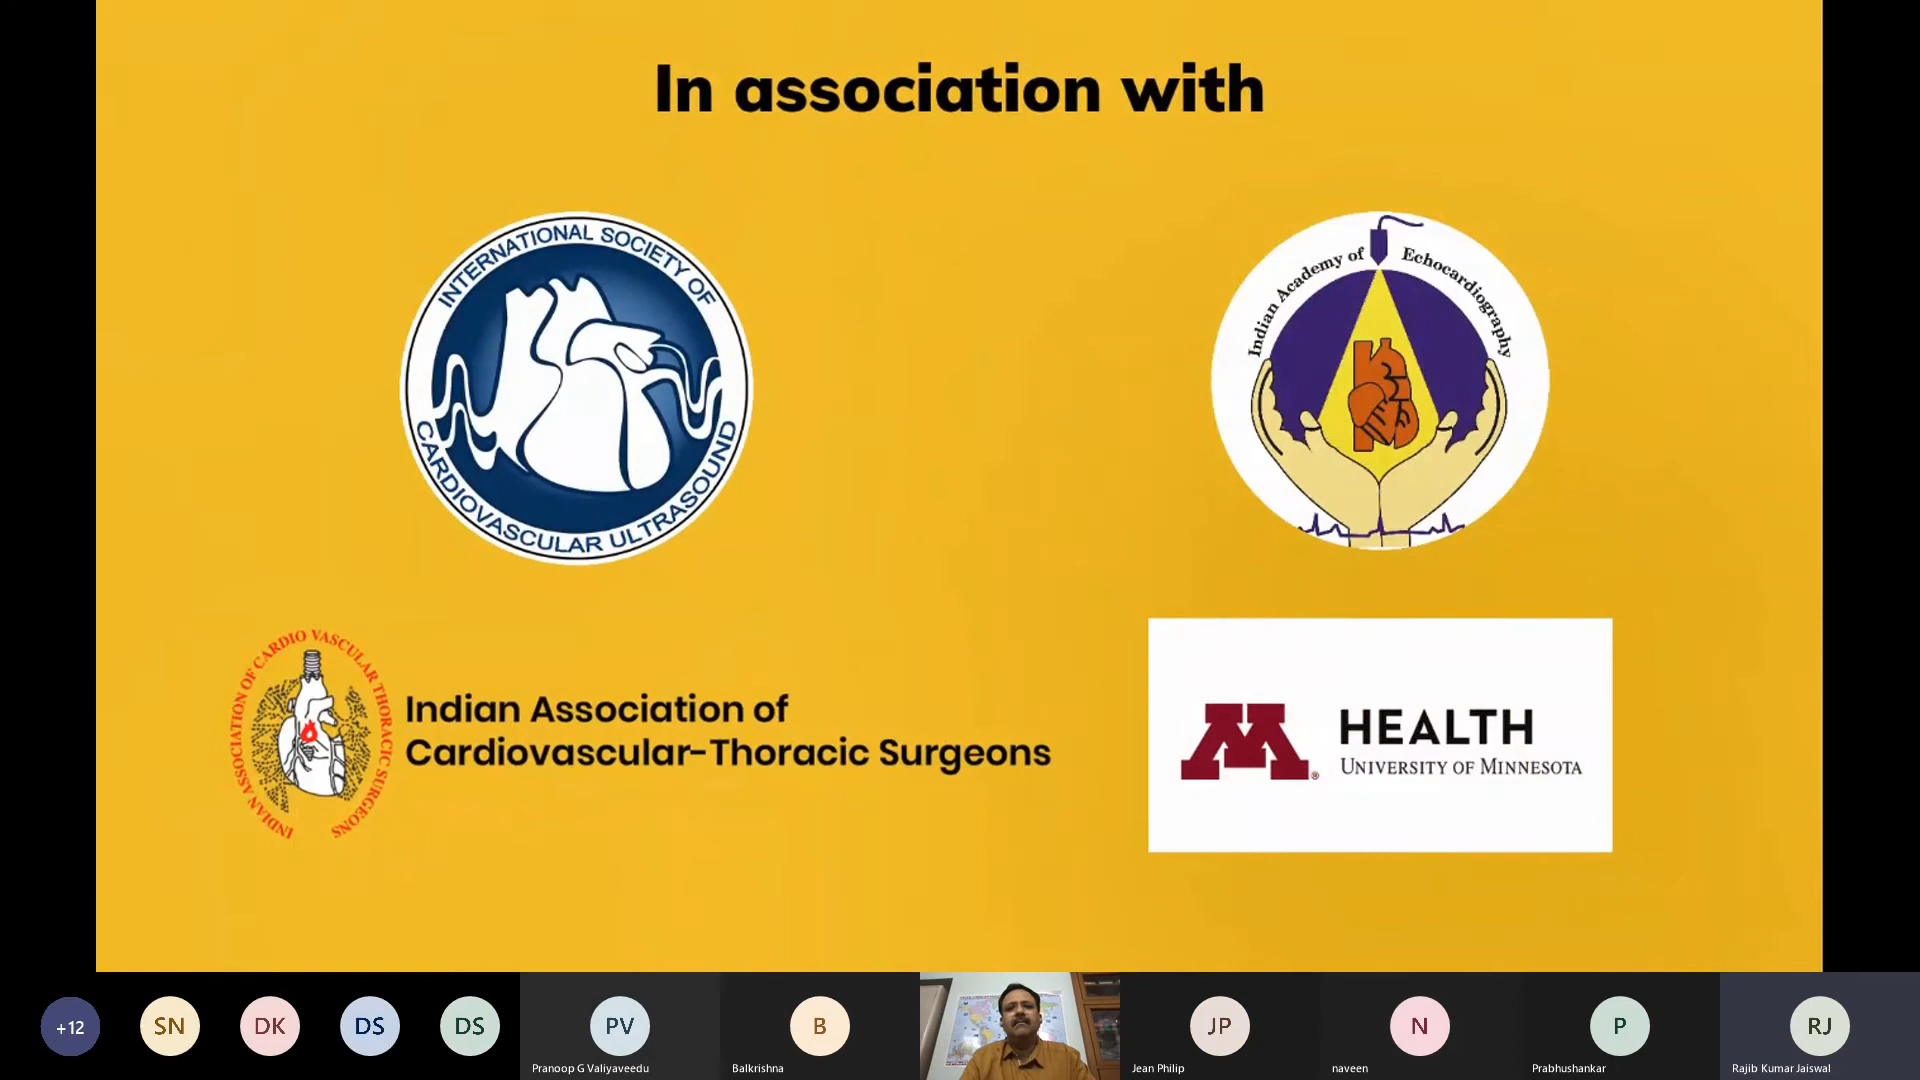 In association with
INTERNATIONAL SOCIETY OF
CARDIOVASCULAR ULTRASOUND
Indian Academy of Echocardiography
INDIAN ASSOCIATION OF CARDIO VASCULAR THORACIC SURGEONS
Indian Association of
Cardiovascular-Thoracic Surgeons
M®
HEALTH
UNIVERSITY OF MINNESOTA
+12
SN
DK
DS
DS
PV
Pranoop G Valiyaveedu
B
Balkrishna
JP
Jean Philip
N
naveen
P
Prabhushankar
RJ
Rajib Kumar Jaiswal